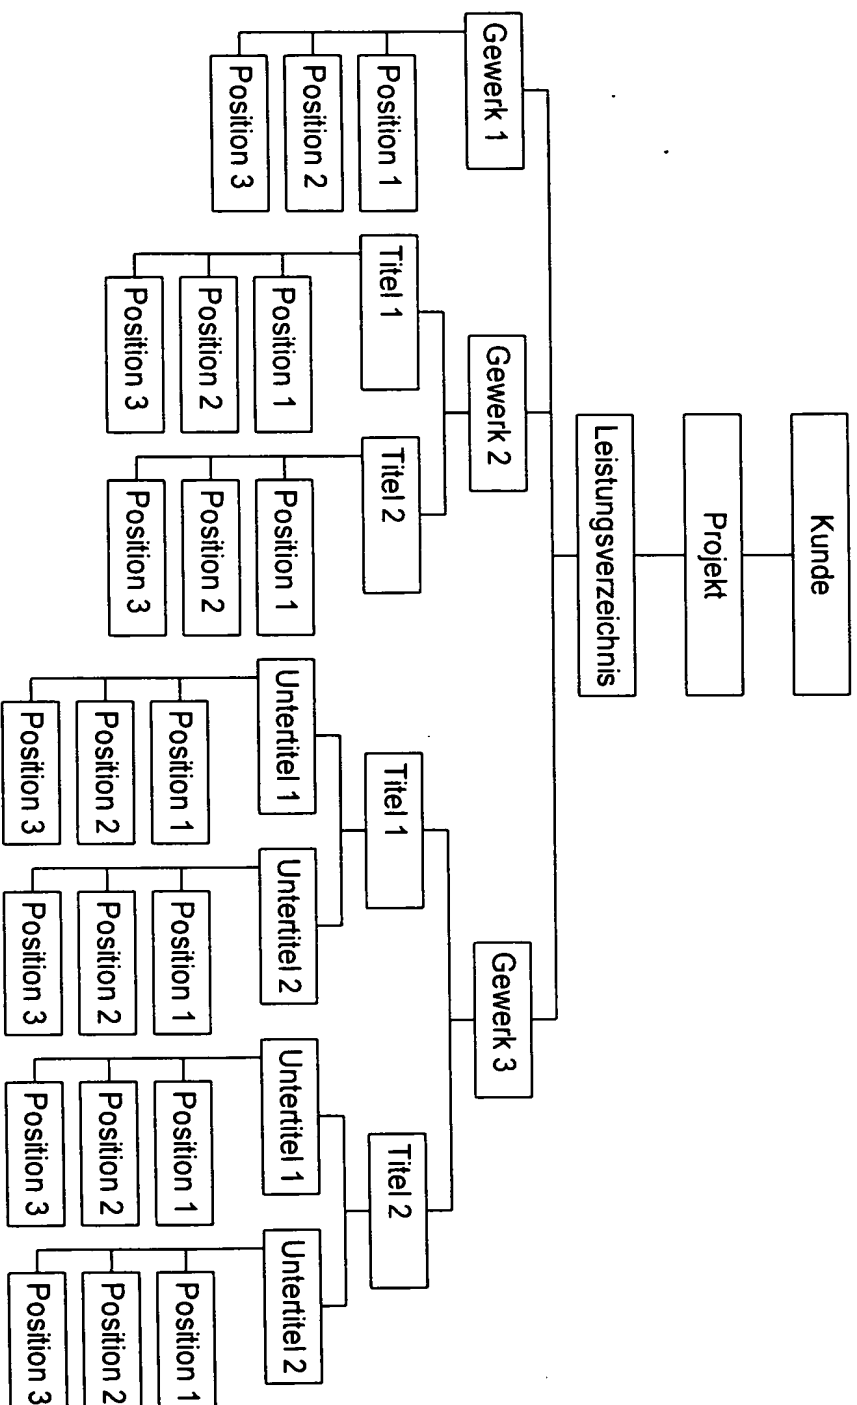 Kunde
Projekt
Leistungsverzeichnis
Gewerk 1
Position 1
Position 2
Position 3
Gewerk 2
Titel 1
Position 1
Position 2
Position 3
Titel 2
Position 1
Position 2
Position 3
Gewerk 3
Titel 1
Untertitel 1
Position 1
Position 2
Position 3
Untertitel 2
Position 1
Position 2
Position 3
Titel 2
Untertitel 1
Position 1
Position 2
Position 3
Untertitel 2
Position 1
Position 2
Position 3